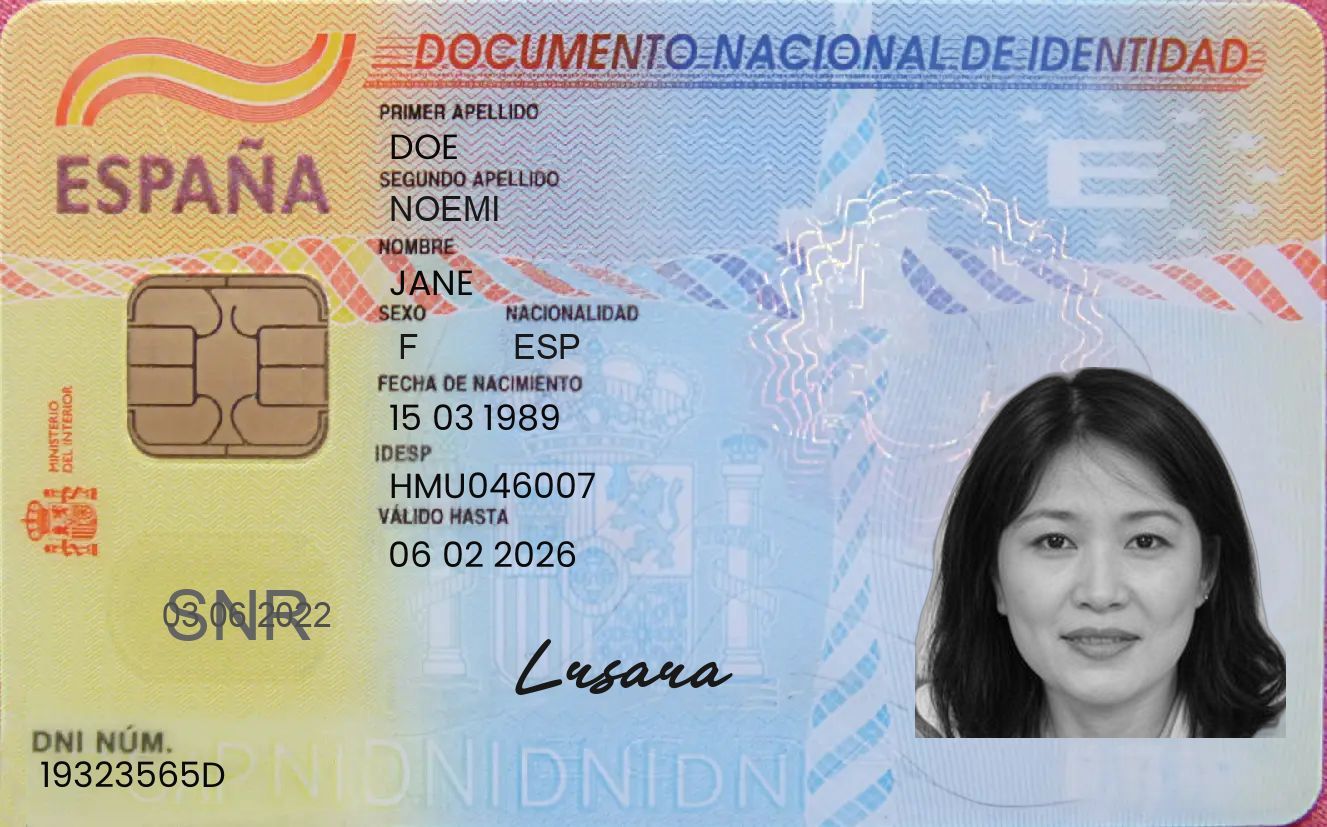 DOCUMENTO NACIONAL DE IDENTIDAD
ESPAÑA
PRIMER APELLIDO
DOE
SEGUNDO APELLIDO
NOEMI
NOMBRE
JANE
SEXO NACIONALIDAD
F ESP
FECHA DE NACIMIENTO
15 03 1989
IDESP
HMU046007
VÁLIDO HASTA
06 02 2026
MINISTERIO
DEL INTERIOR
E
SNR
03 06 2022
Lusana
DNI NÚM.
19323565D
DNIDNIDNIDNI